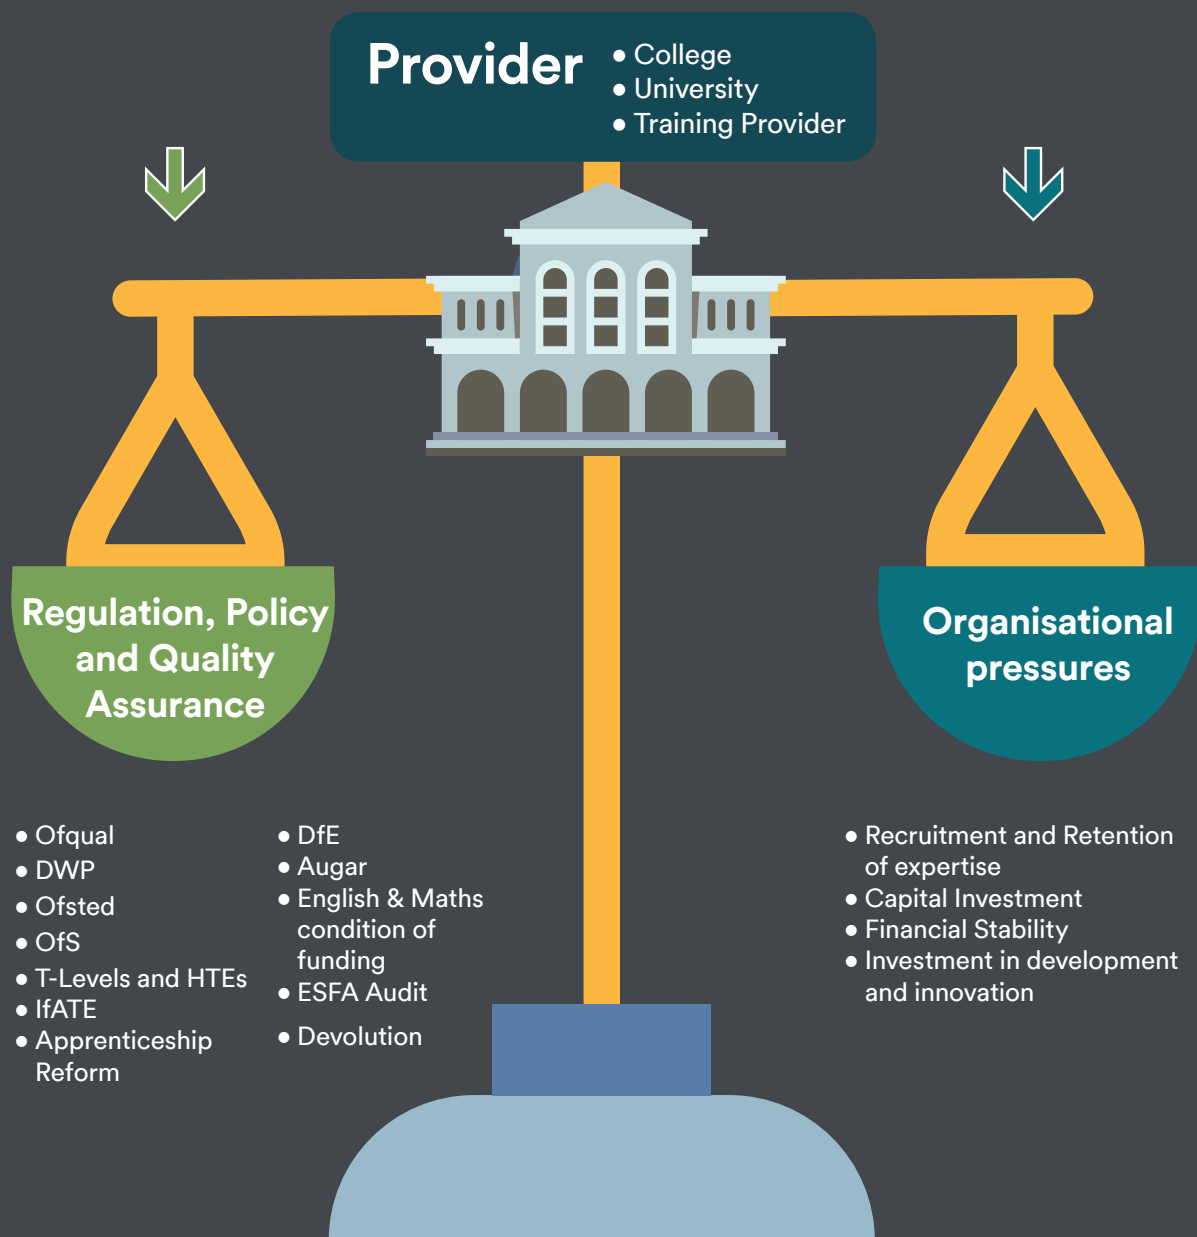 Provider
• College
• University
• Training Provider
Regulation, Policy
and Quality
Assurance
Organisational
pressures
• Ofqual
• DWP
• Ofsted
• OfS
• T-Levels and HTEs
• IfATE
• Apprenticeship
Reform
• DfE
• Augar
• English & Maths
condition of
funding
• ESFA Audit
• Devolution
• Recruitment and Retention
of expertise
• Capital Investment
• Financial Stability
• Investment in development
and innovation